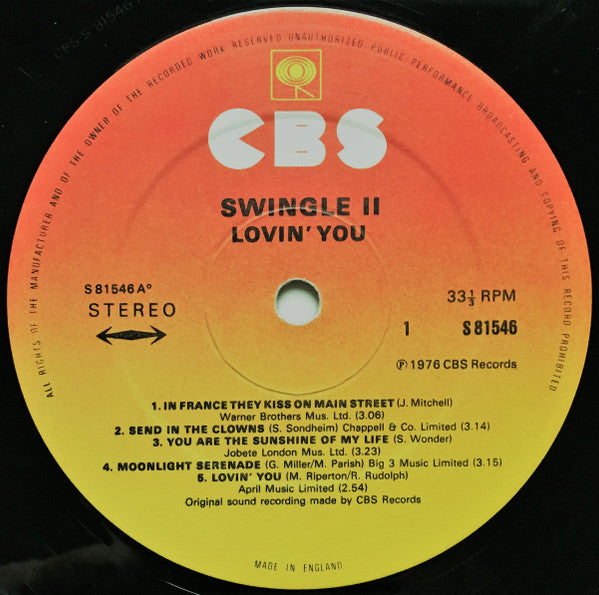 ALL RIGHTS OF THE MANUFACTURER AND OF THE OWNER OF THE RECORDED WORK RESERVED UNAUTHORIZED PUBLIC PERFORMANCE BROADCASTING AND COPYING OF THIS RECORD PROHIBITED
CBS S 81546
CBS
SWINGLE II
LOVIN' YOU
S 81546 A°
STEREO
33⅓ RPM
1 S 81546
℗ 1976 CBS Records
1. IN FRANCE THEY KISS ON MAIN STREET (J. Mitchell)
Warner Brothers Mus. Ltd. (3.06)
2. SEND IN THE CLOWNS (S. Sondheim) Chappell & Co. Limited (3.14)
3. YOU ARE THE SUNSHINE OF MY LIFE (S. Wonder)
Jobete London Mus. Ltd. (3.23)
4. MOONLIGHT SERENADE (G. Miller/M. Parish) Big 3 Music Limited (3.15)
5. LOVIN' YOU (M. Riperton/R. Rudolph)
April Music Limited (2.54)
Original sound recording made by CBS Records
MADE IN ENGLAND